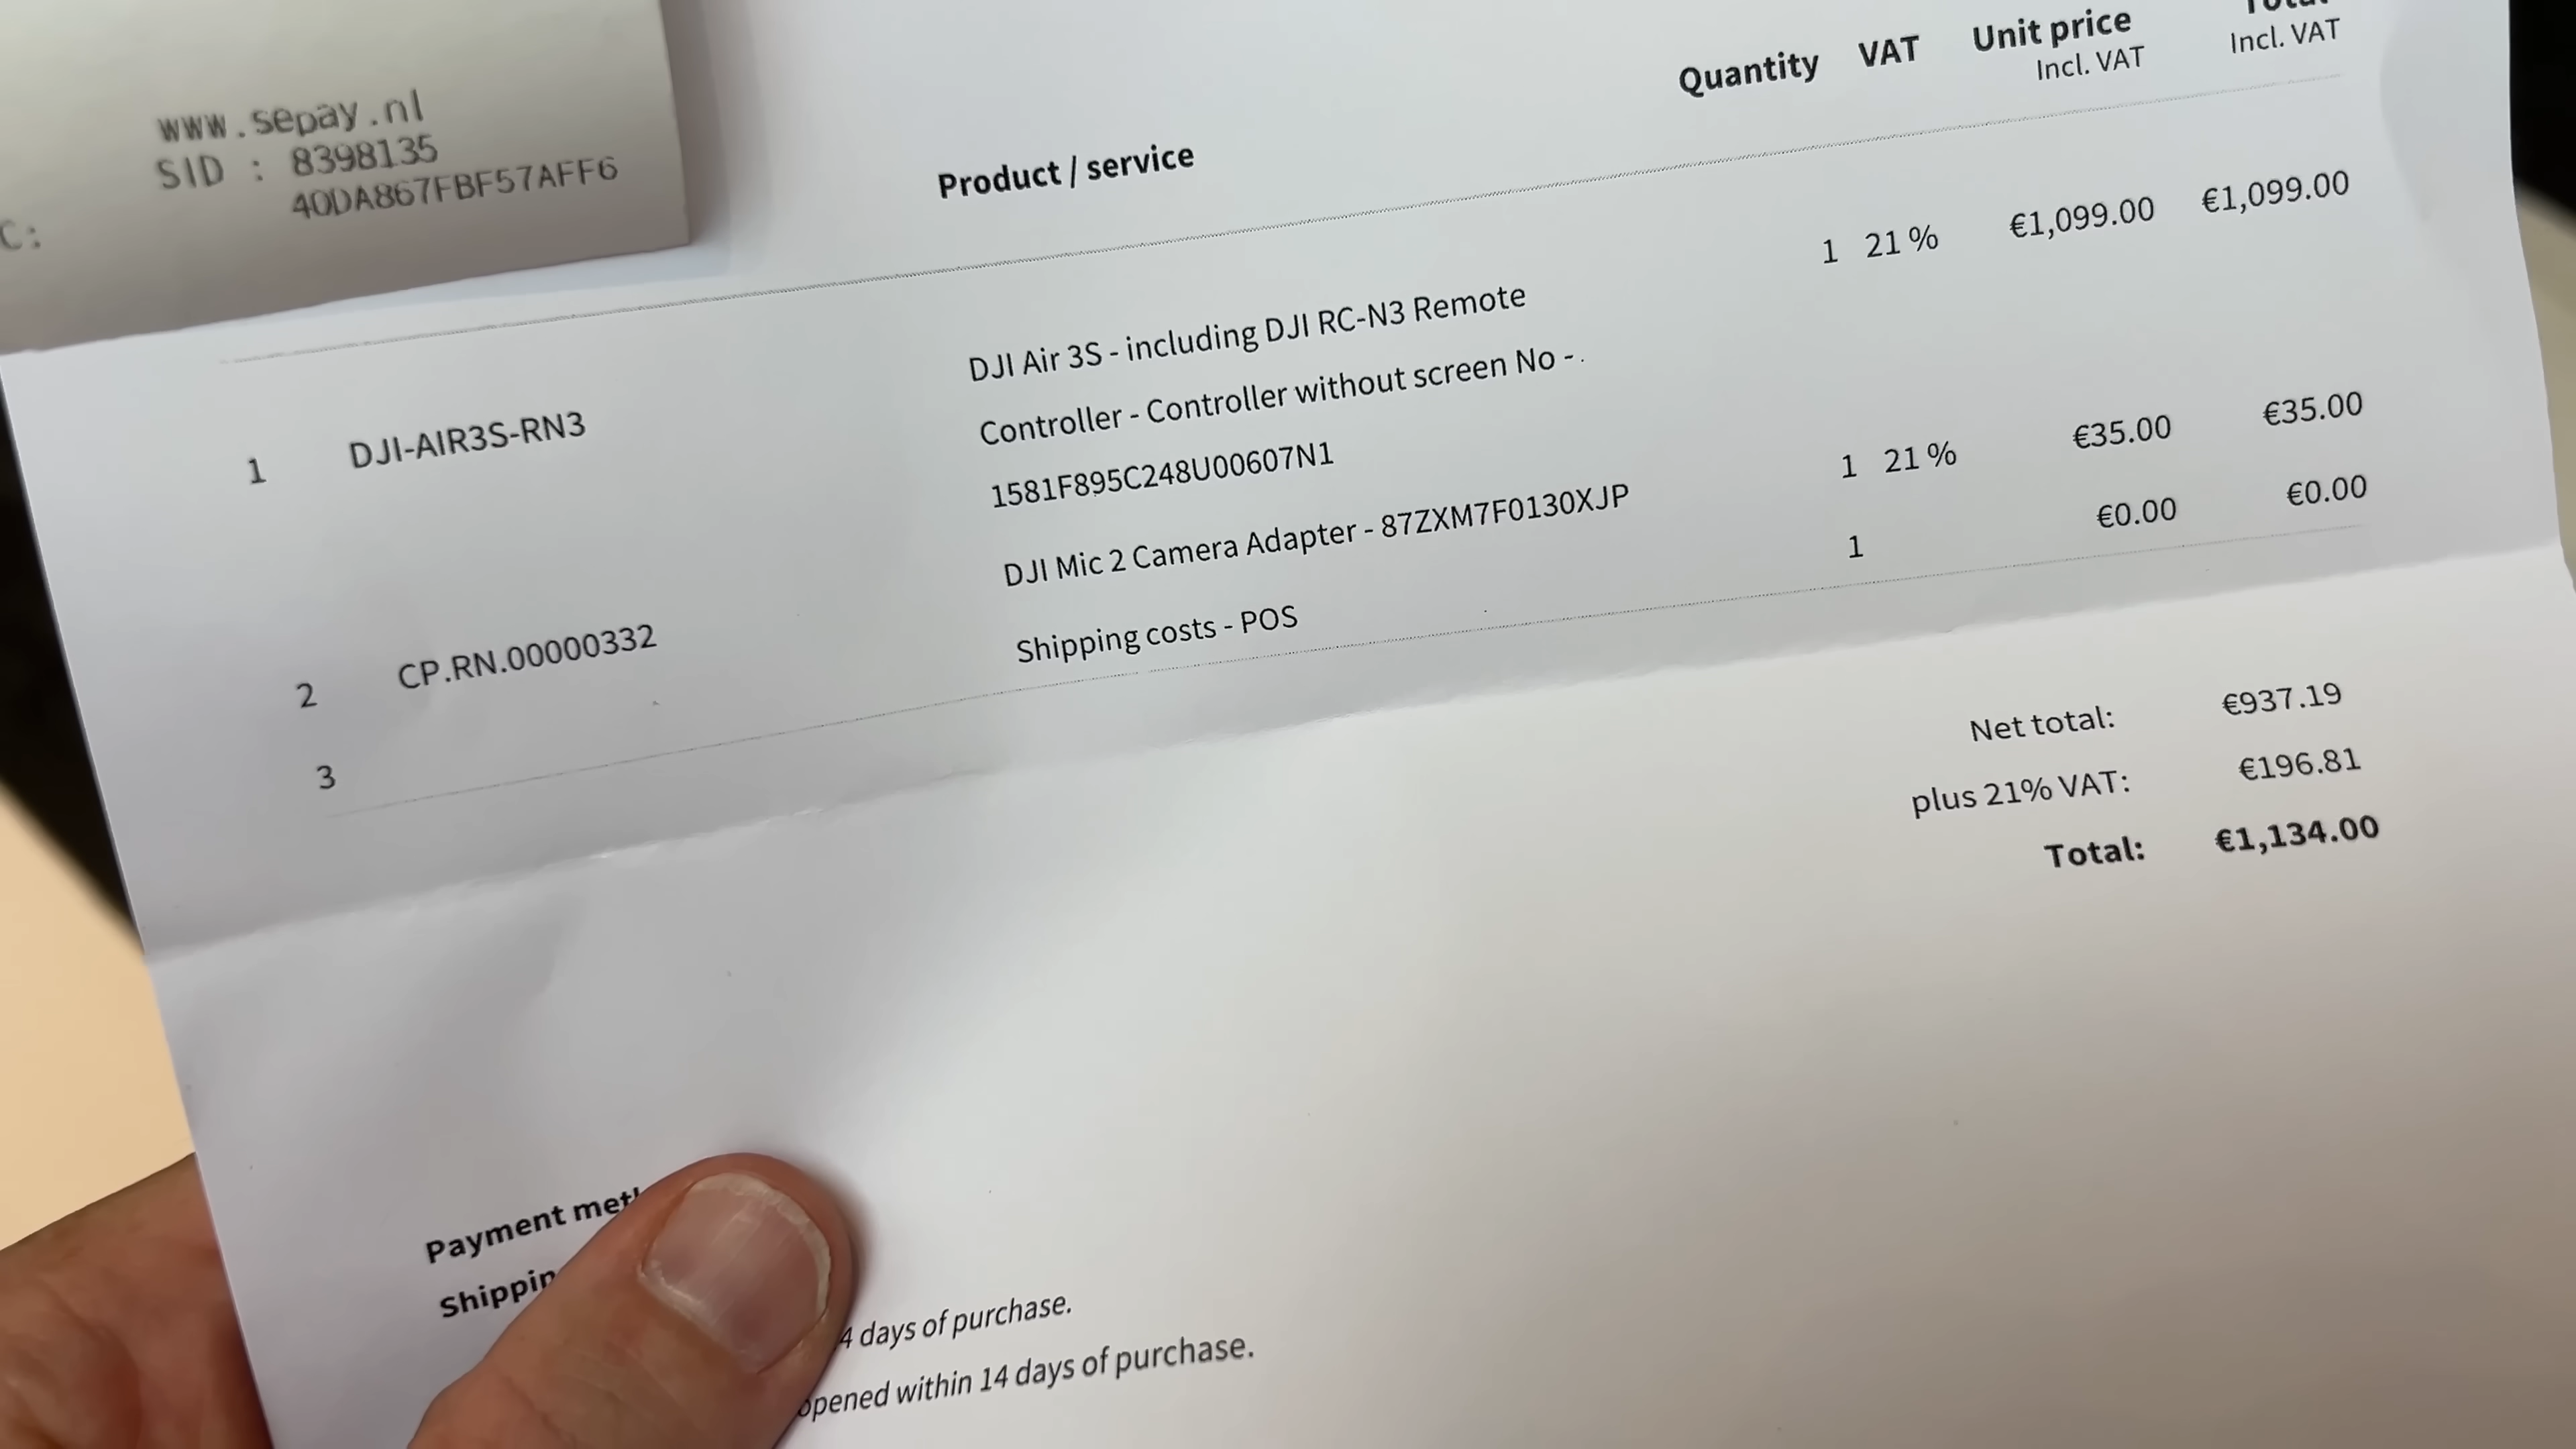 www.sepay.nl
SID : 8398135
40DA867FBF57AFF6
C:
Quantity VAT Unit price Total
Incl. VAT Incl. VAT
Product / service
1 DJI-AIR3S-RN3 DJI Air 3S - including DJI RC-N3 Remote 1 21 % €1,099.00 €1,099.00
Controller - Controller without screen No - .
1581F895C248U00607N1
2 CP.RN.00000332 DJI Mic 2 Camera Adapter - 87ZXM7F0130XJP 1 21 % €35.00 €35.00
3 Shipping costs - POS 1 €0.00 €0.00
Net total: €937.19
plus 21% VAT: €196.81
Total: €1,134.00
Payment
4 days of purchase.
opened within 14 days of purchase.